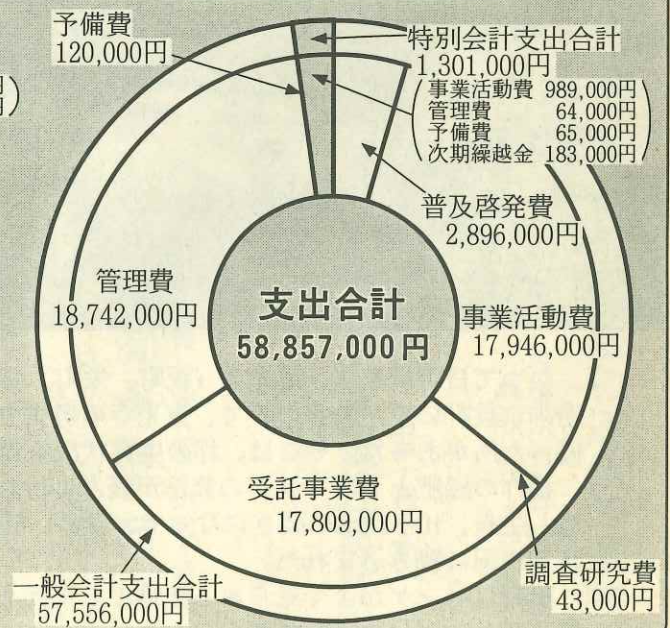 予備費
120,000円
特別会計支出合計
1,301,000円
事業活動費 989,000円
管理費 64,000円
予備費 65,000円
次期繰越金 183,000円
普及啓発費
2,896,000円
管理費
18,742,000円
支出合計
58,857,000円
事業活動費
17,946,000円
受託事業費
17,809,000円
一般会計支出合計
57,556,000円
調査研究費
43,000円